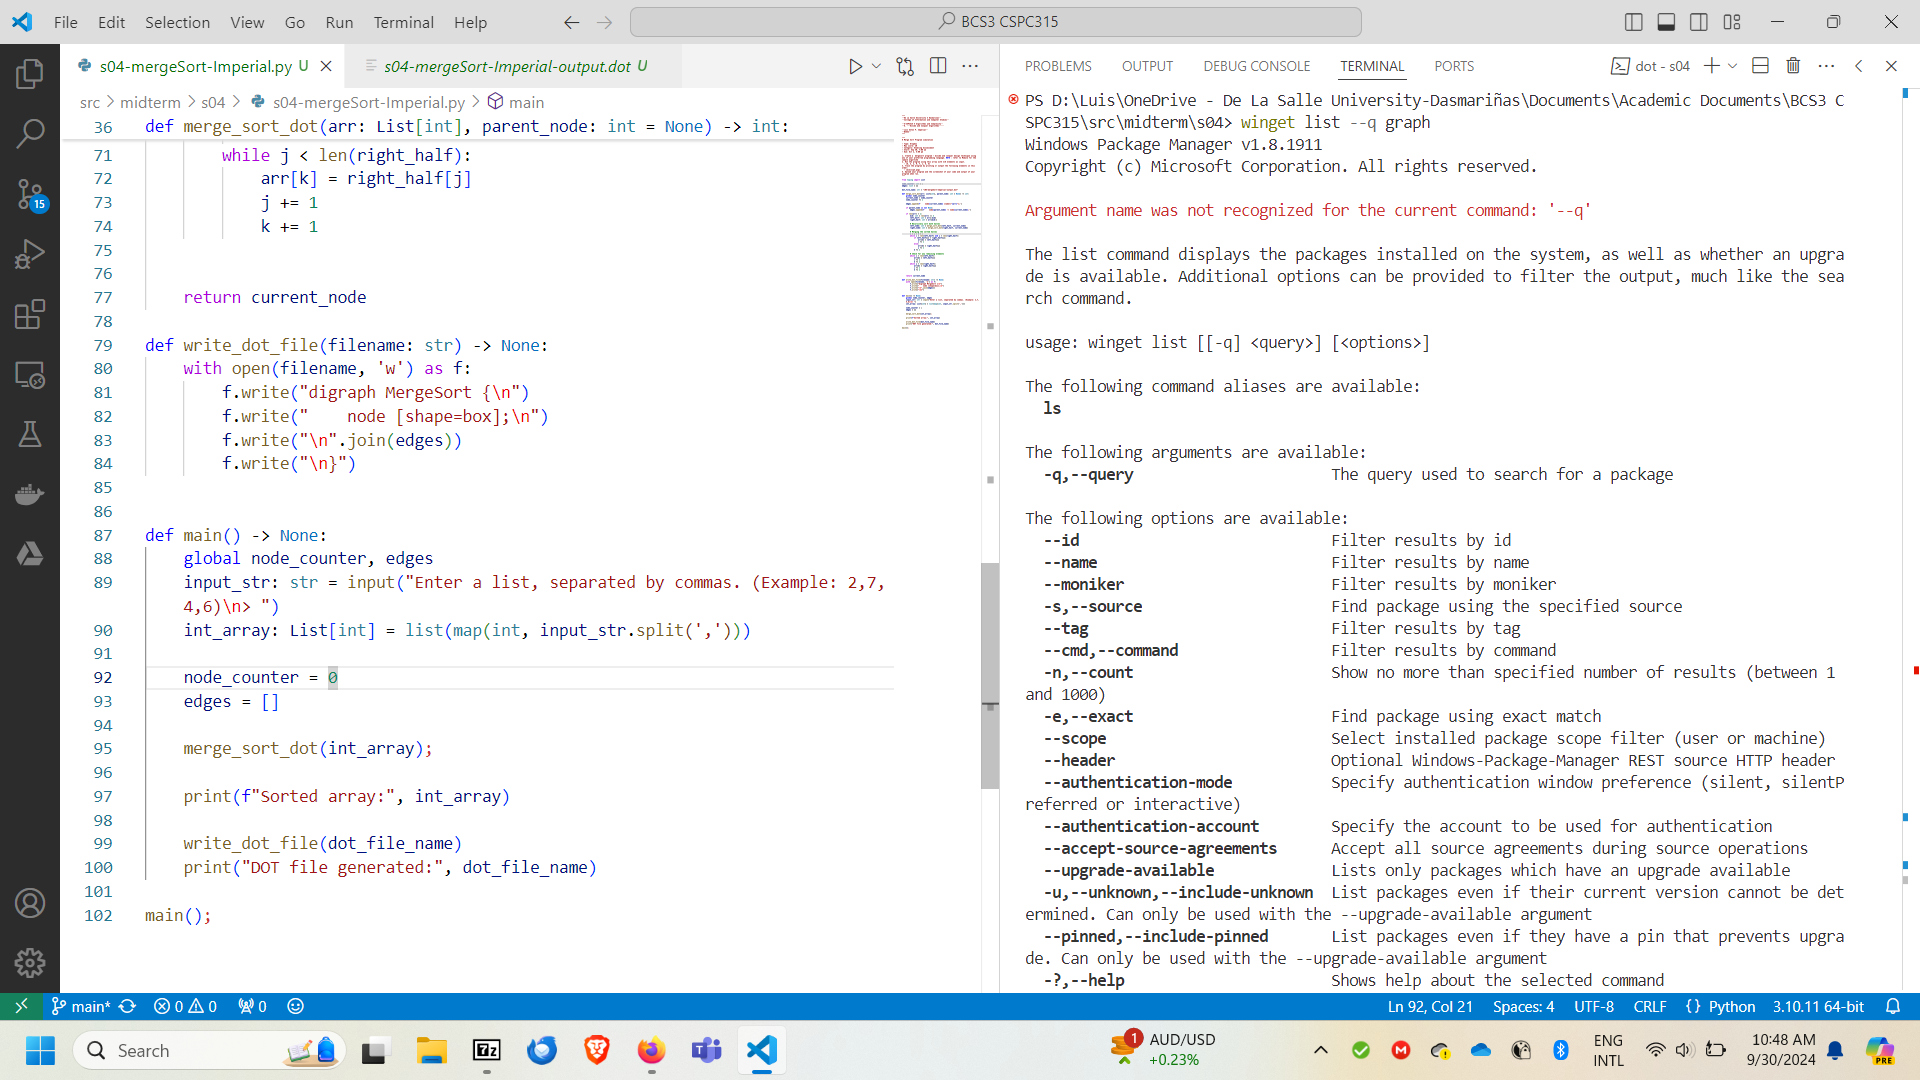 File Edit Selection View Go Run Terminal Help
BCS3 CSPC315
s04-mergeSort-Imperial.py U
s04-mergeSort-Imperial-output.dot U
src > midterm > s04 > s04-mergeSort-Imperial.py > main
36 def merge_sort_dot(arr: List[int], parent_node: int = None) -> int:
71 while j < len(right_half):
72 arr[k] = right_half[j]
73 j += 1
74 k += 1
75
76
77 return current_node
78
79 def write_dot_file(filename: str) -> None:
80 with open(filename, 'w') as f:
81 f.write("digraph MergeSort {\n")
82 f.write("    node [shape=box];\n")
83 f.write("\n".join(edges))
84 f.write("\n}")
85
86
87 def main() -> None:
88 global node_counter, edges
89 input_str: str = input("Enter a list, separated by commas. (Example: 2,7,
4,6)\n> ")
90 int_array: List[int] = list(map(int, input_str.split(',')))
91
92 node_counter = 0
93 edges = []
94
95 merge_sort_dot(int_array);
96
97 print(f"Sorted array:", int_array)
98
99 write_dot_file(dot_file_name)
100 print("DOT file generated:", dot_file_name)
101
102 main();
PROBLEMS OUTPUT DEBUG CONSOLE TERMINAL PORTS
dot - s04
PS D:\Luis\OneDrive - De La Salle University-Dasmariñas\Documents\Academic Documents\BCS3 C
SPC315\src\midterm\s04> winget list --q graph
Windows Package Manager v1.8.1911
Copyright (c) Microsoft Corporation. All rights reserved.
Argument name was not recognized for the current command: '--q'
The list command displays the packages installed on the system, as well as whether an upgra
de is available. Additional options can be provided to filter the output, much like the sea
rch command.
usage: winget list [[-q] <query>] [<options>]
The following command aliases are available:
ls
The following arguments are available:
-q,--query The query used to search for a package
The following options are available:
--id Filter results by id
--name Filter results by name
--moniker Filter results by moniker
-s,--source Find package using the specified source
--tag Filter results by tag
--cmd,--command Filter results by command
-n,--count Show no more than specified number of results (between 1
and 1000)
-e,--exact Find package using exact match
--scope Select installed package scope filter (user or machine)
--header Optional Windows-Package-Manager REST source HTTP header
--authentication-mode Specify authentication window preference (silent, silentP
referred or interactive)
--authentication-account Specify the account to be used for authentication
--accept-source-agreements Accept all source agreements during source operations
--upgrade-available Lists only packages which have an upgrade available
-u,--unknown,--include-unknown List packages even if their current version cannot be det
ermined. Can only be used with the --upgrade-available argument
--pinned,--include-pinned List packages even if they have a pin that prevents upgra
de. Can only be used with the --upgrade-available argument
-?,--help Shows help about the selected command
15
main* 0 0 0
Ln 92, Col 21 Spaces: 4 UTF-8 CRLF {} Python 3.10.11 64-bit
Search
7z
1
AUD/USD
+0.23%
M
ENG
INTL
10:48 AM
9/30/2024
PRE